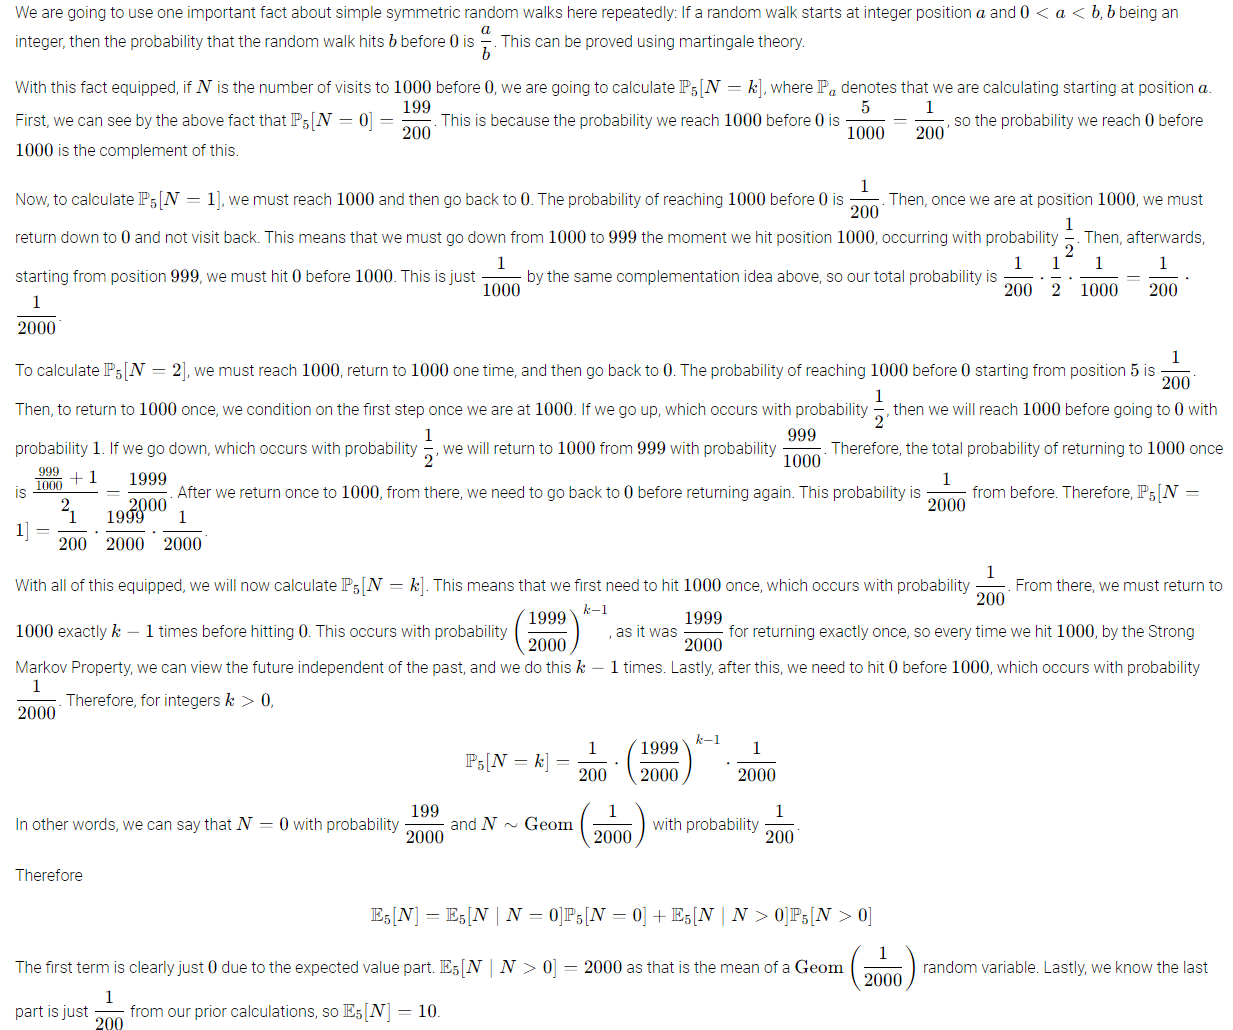 We are going to use one important fact about simple symmetric random walks here repeatedly: If a random walk starts at integer position $a$ and $0 < a < b$, $b$ being an
integer, then the probability that the random walk hits $b$ before $0$ is $\frac{a}{b}$. This can be proved using martingale theory.
With this fact equipped, if $N$ is the number of visits to $1000$ before $0$, we are going to calculate $\mathbb{P}_5[N = k]$, where $\mathbb{P}_a$ denotes that we are calculating starting at position $a$.
First, we can see by the above fact that $\mathbb{P}_5[N = 0] = \frac{199}{200}$. This is because the probability we reach $1000$ before $0$ is $\frac{5}{1000} = \frac{1}{200}$, so the probability we reach $0$ before
$1000$ is the complement of this.
Now, to calculate $\mathbb{P}_5[N = 1]$, we must reach $1000$ and then go back to $0$. The probability of reaching $1000$ before $0$ is $\frac{1}{200}$. Then, once we are at position $1000$, we must
return down to $0$ and not visit back. This means that we must go down from $1000$ to $999$ the moment we hit position $1000$, occurring with probability $\frac{1}{2}$. Then, afterwards,
starting from position $999$, we must hit $0$ before $1000$. This is just $\frac{1}{1000}$ by the same complementation idea above, so our total probability is $\frac{1}{200} \cdot \frac{1}{2} \cdot \frac{1}{1000} = \frac{1}{200} \cdot$
$\frac{1}{2000}$.
To calculate $\mathbb{P}_5[N = 2]$, we must reach $1000$, return to $1000$ one time, and then go back to $0$. The probability of reaching $1000$ before $0$ starting from position $5$ is $\frac{1}{200}$.
Then, to return to $1000$ once, we condition on the first step once we are at $1000$. If we go up, which occurs with probability $\frac{1}{2}$, then we will reach $1000$ before going to $0$ with
probability $1$. If we go down, which occurs with probability $\frac{1}{2}$, we will return to $1000$ from $999$ with probability $\frac{999}{1000}$. Therefore, the total probability of returning to $1000$ once
is $\frac{\frac{999}{1000} + 1}{2} = \frac{1999}{2000}$. After we return once to $1000$, from there, we need to go back to $0$ before returning again. This probability is $\frac{1}{2000}$ from before. Therefore, $\mathbb{P}_5[N =$
$1] = \frac{1}{200} \cdot \frac{1999}{2000} \cdot \frac{1}{2000}$.
With all of this equipped, we will now calculate $\mathbb{P}_5[N = k]$. This means that we first need to hit $1000$ once, which occurs with probability $\frac{1}{200}$. From there, we must return to
$1000$ exactly $k - 1$ times before hitting $0$. This occurs with probability $\left(\frac{1999}{2000}\right)^{k-1}$, as it was $\frac{1999}{2000}$ for returning exactly once, so every time we hit $1000$, by the Strong
Markov Property, we can view the future independent of the past, and we do this $k - 1$ times. Lastly, after this, we need to hit $0$ before $1000$, which occurs with probability
$\frac{1}{2000}$. Therefore, for integers $k > 0$,
$\mathbb{P}_5[N = k] = \frac{1}{200} \cdot \left(\frac{1999}{2000}\right)^{k-1} \cdot \frac{1}{2000}$
In other words, we can say that $N = 0$ with probability $\frac{199}{2000}$ and $N \sim \text{Geom}\left(\frac{1}{2000}\right)$ with probability $\frac{1}{200}$.
Therefore
$\mathbb{E}_5[N] = \mathbb{E}_5[N \mid N = 0]\mathbb{P}_5[N = 0] + \mathbb{E}_5[N \mid N > 0]\mathbb{P}_5[N > 0]$
The first term is clearly just $0$ due to the expected value part. $\mathbb{E}_5[N \mid N > 0] = 2000$ as that is the mean of a $\text{Geom}\left(\frac{1}{2000}\right)$ random variable. Lastly, we know the last
part is just $\frac{1}{200}$ from our prior calculations, so $\mathbb{E}_5[N] = 10$.